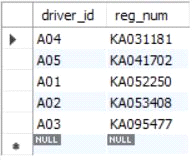 driver_id reg_num
A04 KA031181
A05 KA041702
A01 KA052250
A02 KA053408
A03 KA095477
NULL NULL